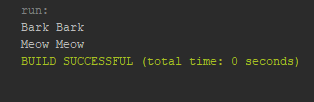 run:
Bark Bark
Meow Meow
BUILD SUCCESSFUL (total time: 0 seconds)